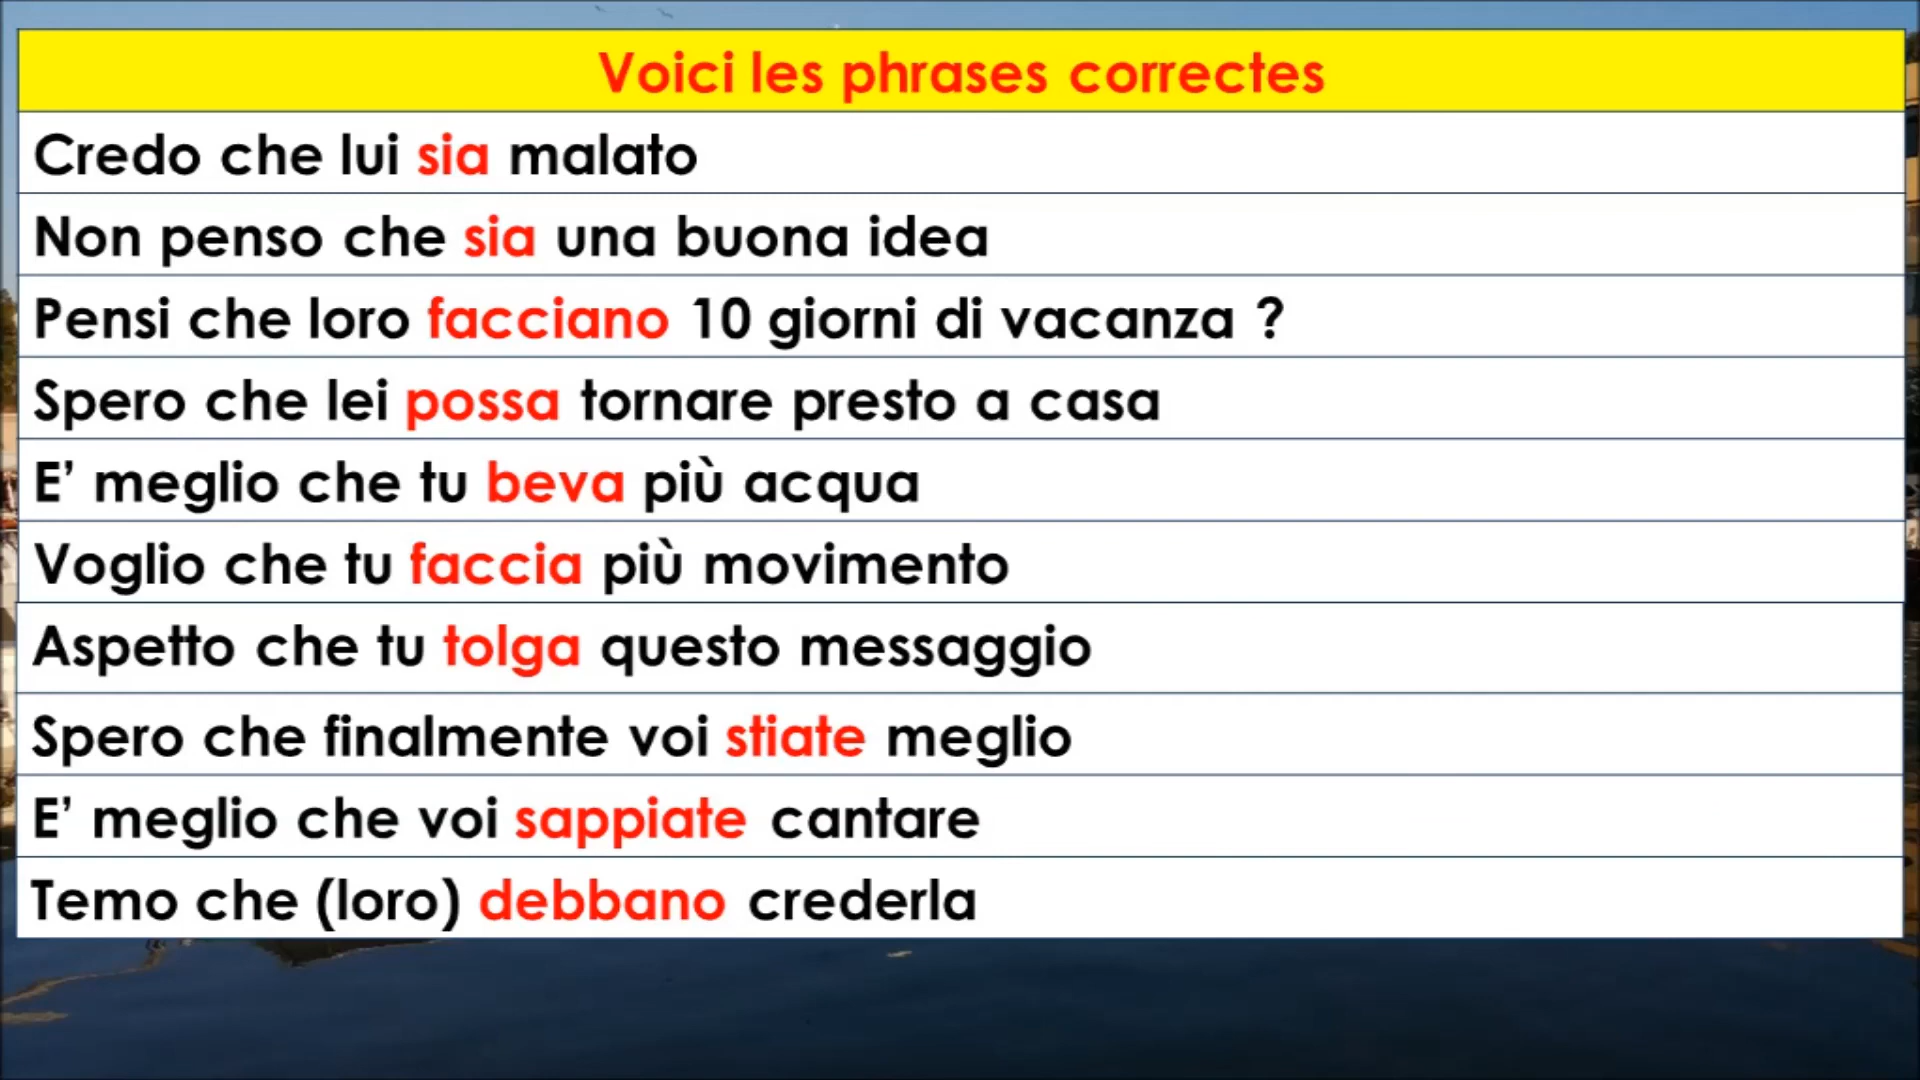 Voici les phrases correctes
Credo che lui sia malato
Non penso che sia una buona idea
Pensi che loro facciano 10 giorni di vacanza ?
Spero che lei possa tornare presto a casa
E’ meglio che tu beva più acqua
Voglio che tu faccia più movimento
Aspetto che tu tolga questo messaggio
Spero che finalmente voi stiate meglio
E’ meglio che voi sappiate cantare
Temo che (loro) debbano crederla